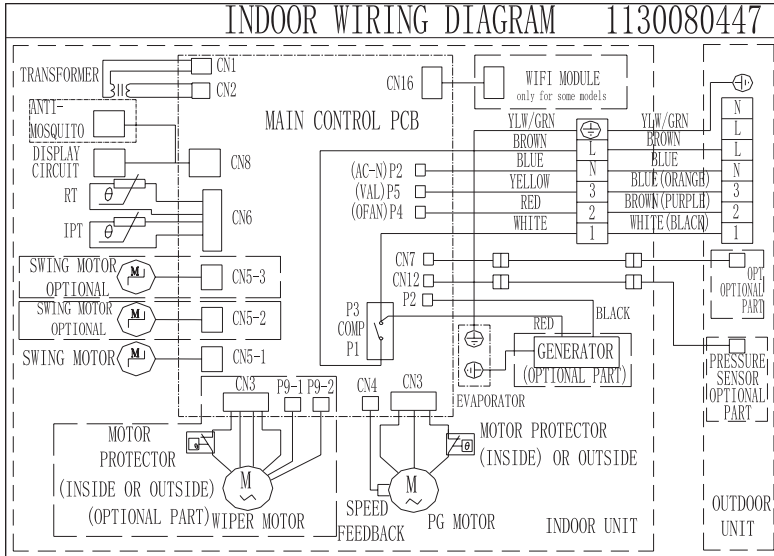 INDOOR WIRING DIAGRAM 1130080447
TRANSFORMER
CN1
CN2
ANTI-
MOSQUITO
DISPLAY
CIRCUIT
CN8
RT
θ
IPT
θ
CN6
SWING MOTOR
OPTIONAL
M
CN5-3
SWING MOTOR
OPTIONAL
M
CN5-2
SWING MOTOR
M
CN5-1
MAIN CONTROL PCB
CN16
WIFI MODULE
only for some models
YLW/GRN
BROWN
BLUE
YELLOW
RED
WHITE
(AC-N)P2
(VAL)P5
(OFAN)P4
L
N
3
2
1
YLW/GRN
BROWN
BLUE
BLUE(ORANGE)
BROWN(PURPLE)
WHITE(BLACK)
N
L
L
N
3
2
1
CN7
CN12
P2
P3
COMP
P1
RED
BLACK
GENERATOR
(OPTIONAL PART)
EVAPORATOR
OPT
OPTIONAL
PART
PRESSURE
SENSOR
OPTIONAL
PART
CN3
P9-1
P9-2
CN4
CN3
MOTOR
PROTECTOR
(INSIDE OR OUTSIDE)
(OPTIONAL PART)
M
WIPER MOTOR
MOTOR PROTECTOR
(INSIDE) OR OUTSIDE
θ
M
SPEED
FEEDBACK
PG MOTOR
INDOOR UNIT
OUTDOOR
UNIT